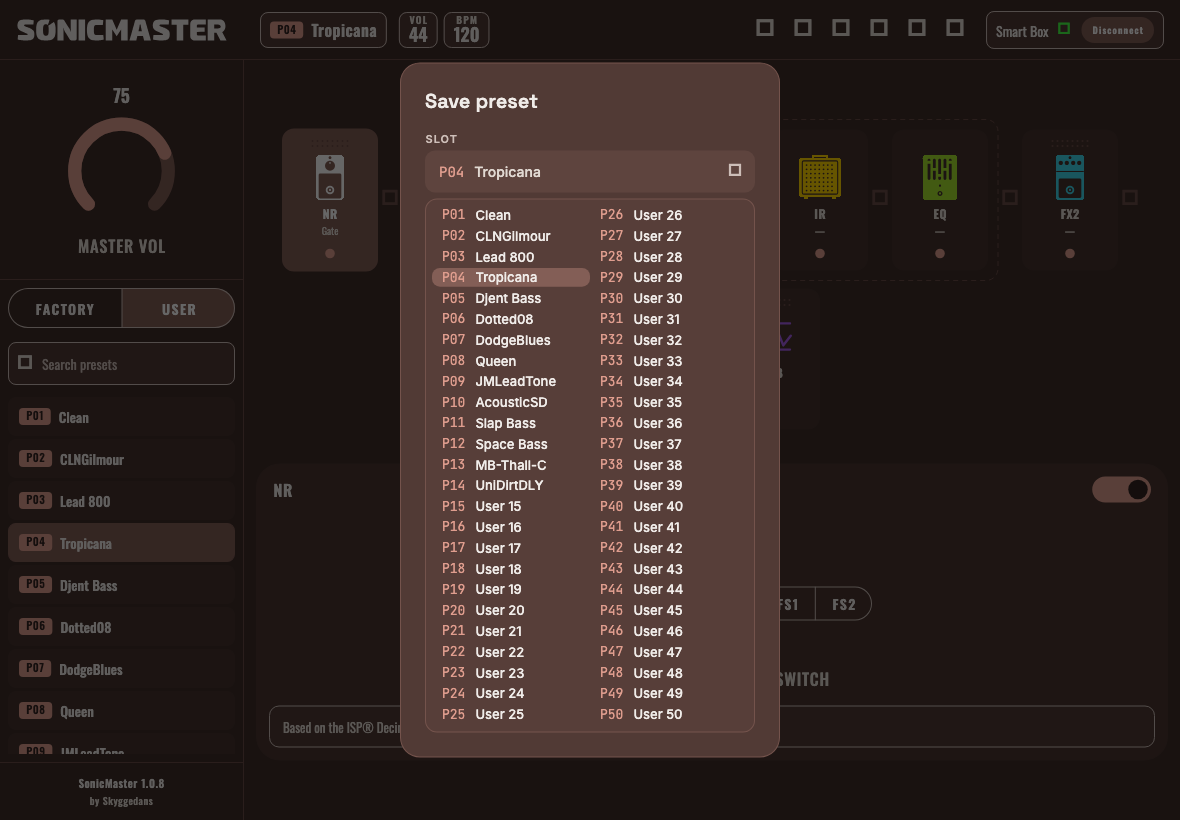 SONICMASTER
P04 Tropicana
VOL
44
BPM
120
Smart Box
Disconnect
75
MASTER VOL
FACTORY
USER
Search presets
P01 Clean
P02 CLNGilmour
P03 Lead 800
P04 Tropicana
P05 Djent Bass
P06 Dotted08
P07 DodgeBlues
P08 Queen
P09 JMLeadTone
SonicMaster 1.0.8
by Skyggedans
NR
Gate
IR
—
EQ
—
FX2
—
NR
FS1
FS2
SWITCH
Based on the ISP®
Save preset
SLOT
P04 Tropicana
P01 Clean
P02 CLNGilmour
P03 Lead 800
P04 Tropicana
P05 Djent Bass
P06 Dotted08
P07 DodgeBlues
P08 Queen
P09 JMLeadTone
P10 AcousticSD
P11 Slap Bass
P12 Space Bass
P13 MB-Thall-C
P14 UniDirtDLY
P15 User 15
P16 User 16
P17 User 17
P18 User 18
P19 User 19
P20 User 20
P21 User 21
P22 User 22
P23 User 23
P24 User 24
P25 User 25
P26 User 26
P27 User 27
P28 User 28
P29 User 29
P30 User 30
P31 User 31
P32 User 32
P33 User 33
P34 User 34
P35 User 35
P36 User 36
P37 User 37
P38 User 38
P39 User 39
P40 User 40
P41 User 41
P42 User 42
P43 User 43
P44 User 44
P45 User 45
P46 User 46
P47 User 47
P48 User 48
P49 User 49
P50 User 50